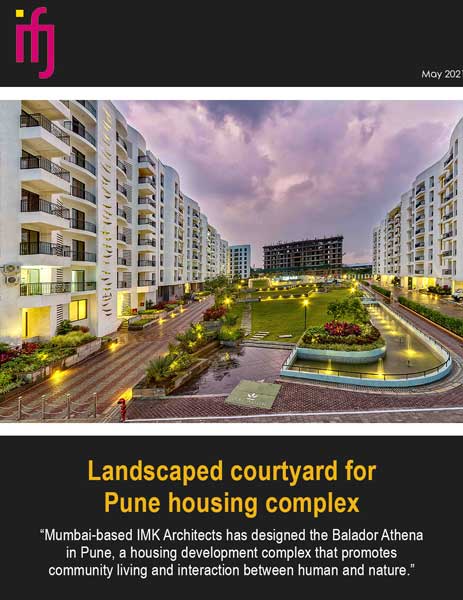 ifj
May 2021
Landscaped courtyard for
Pune housing complex
“Mumbai-based IMK Architects has designed the Balador Athena
in Pune, a housing development complex that promotes
community living and interaction between human and nature.”